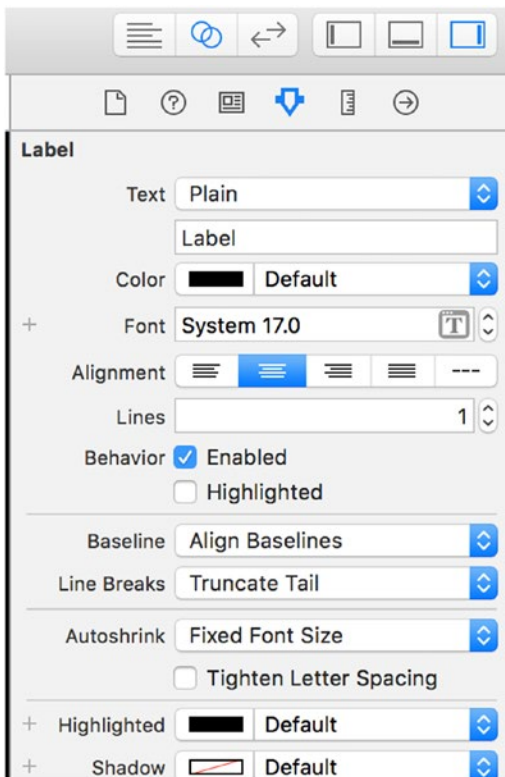 Label
Text Plain
Label
Color Default
Font System 17.0 T
Alignment ---
Lines 1
Behavior Enabled
Highlighted
Baseline Align Baselines
Line Breaks Truncate Tail
Autoshrink Fixed Font Size
Tighten Letter Spacing
Highlighted Default
Shadow Default